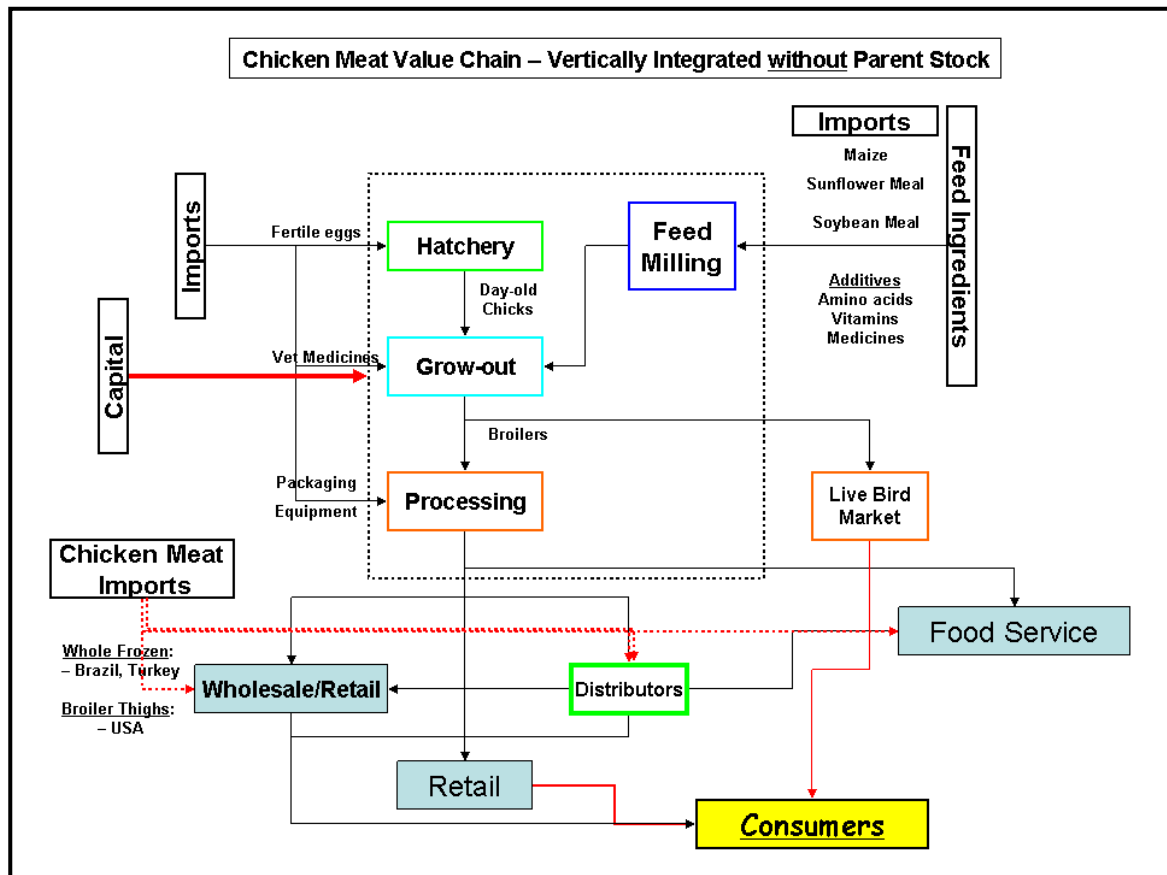 Chicken Meat Value Chain – Vertically Integrated without Parent Stock
Imports
Maize
Sunflower Meal
Soybean Meal
Additives
Amino acids
Vitamins
Medicines
Feed Ingredients
Imports
Fertile eggs
Hatchery
Feed
Milling
Day-old
Chicks
Capital
Vet Medicines
Grow-out
Broilers
Packaging
Equipment
Processing
Live Bird
Market
Chicken Meat
Imports
Food Service
Whole Frozen:
– Brazil, Turkey
Wholesale/Retail
Distributors
Broiler Thighs:
– USA
Retail
Consumers